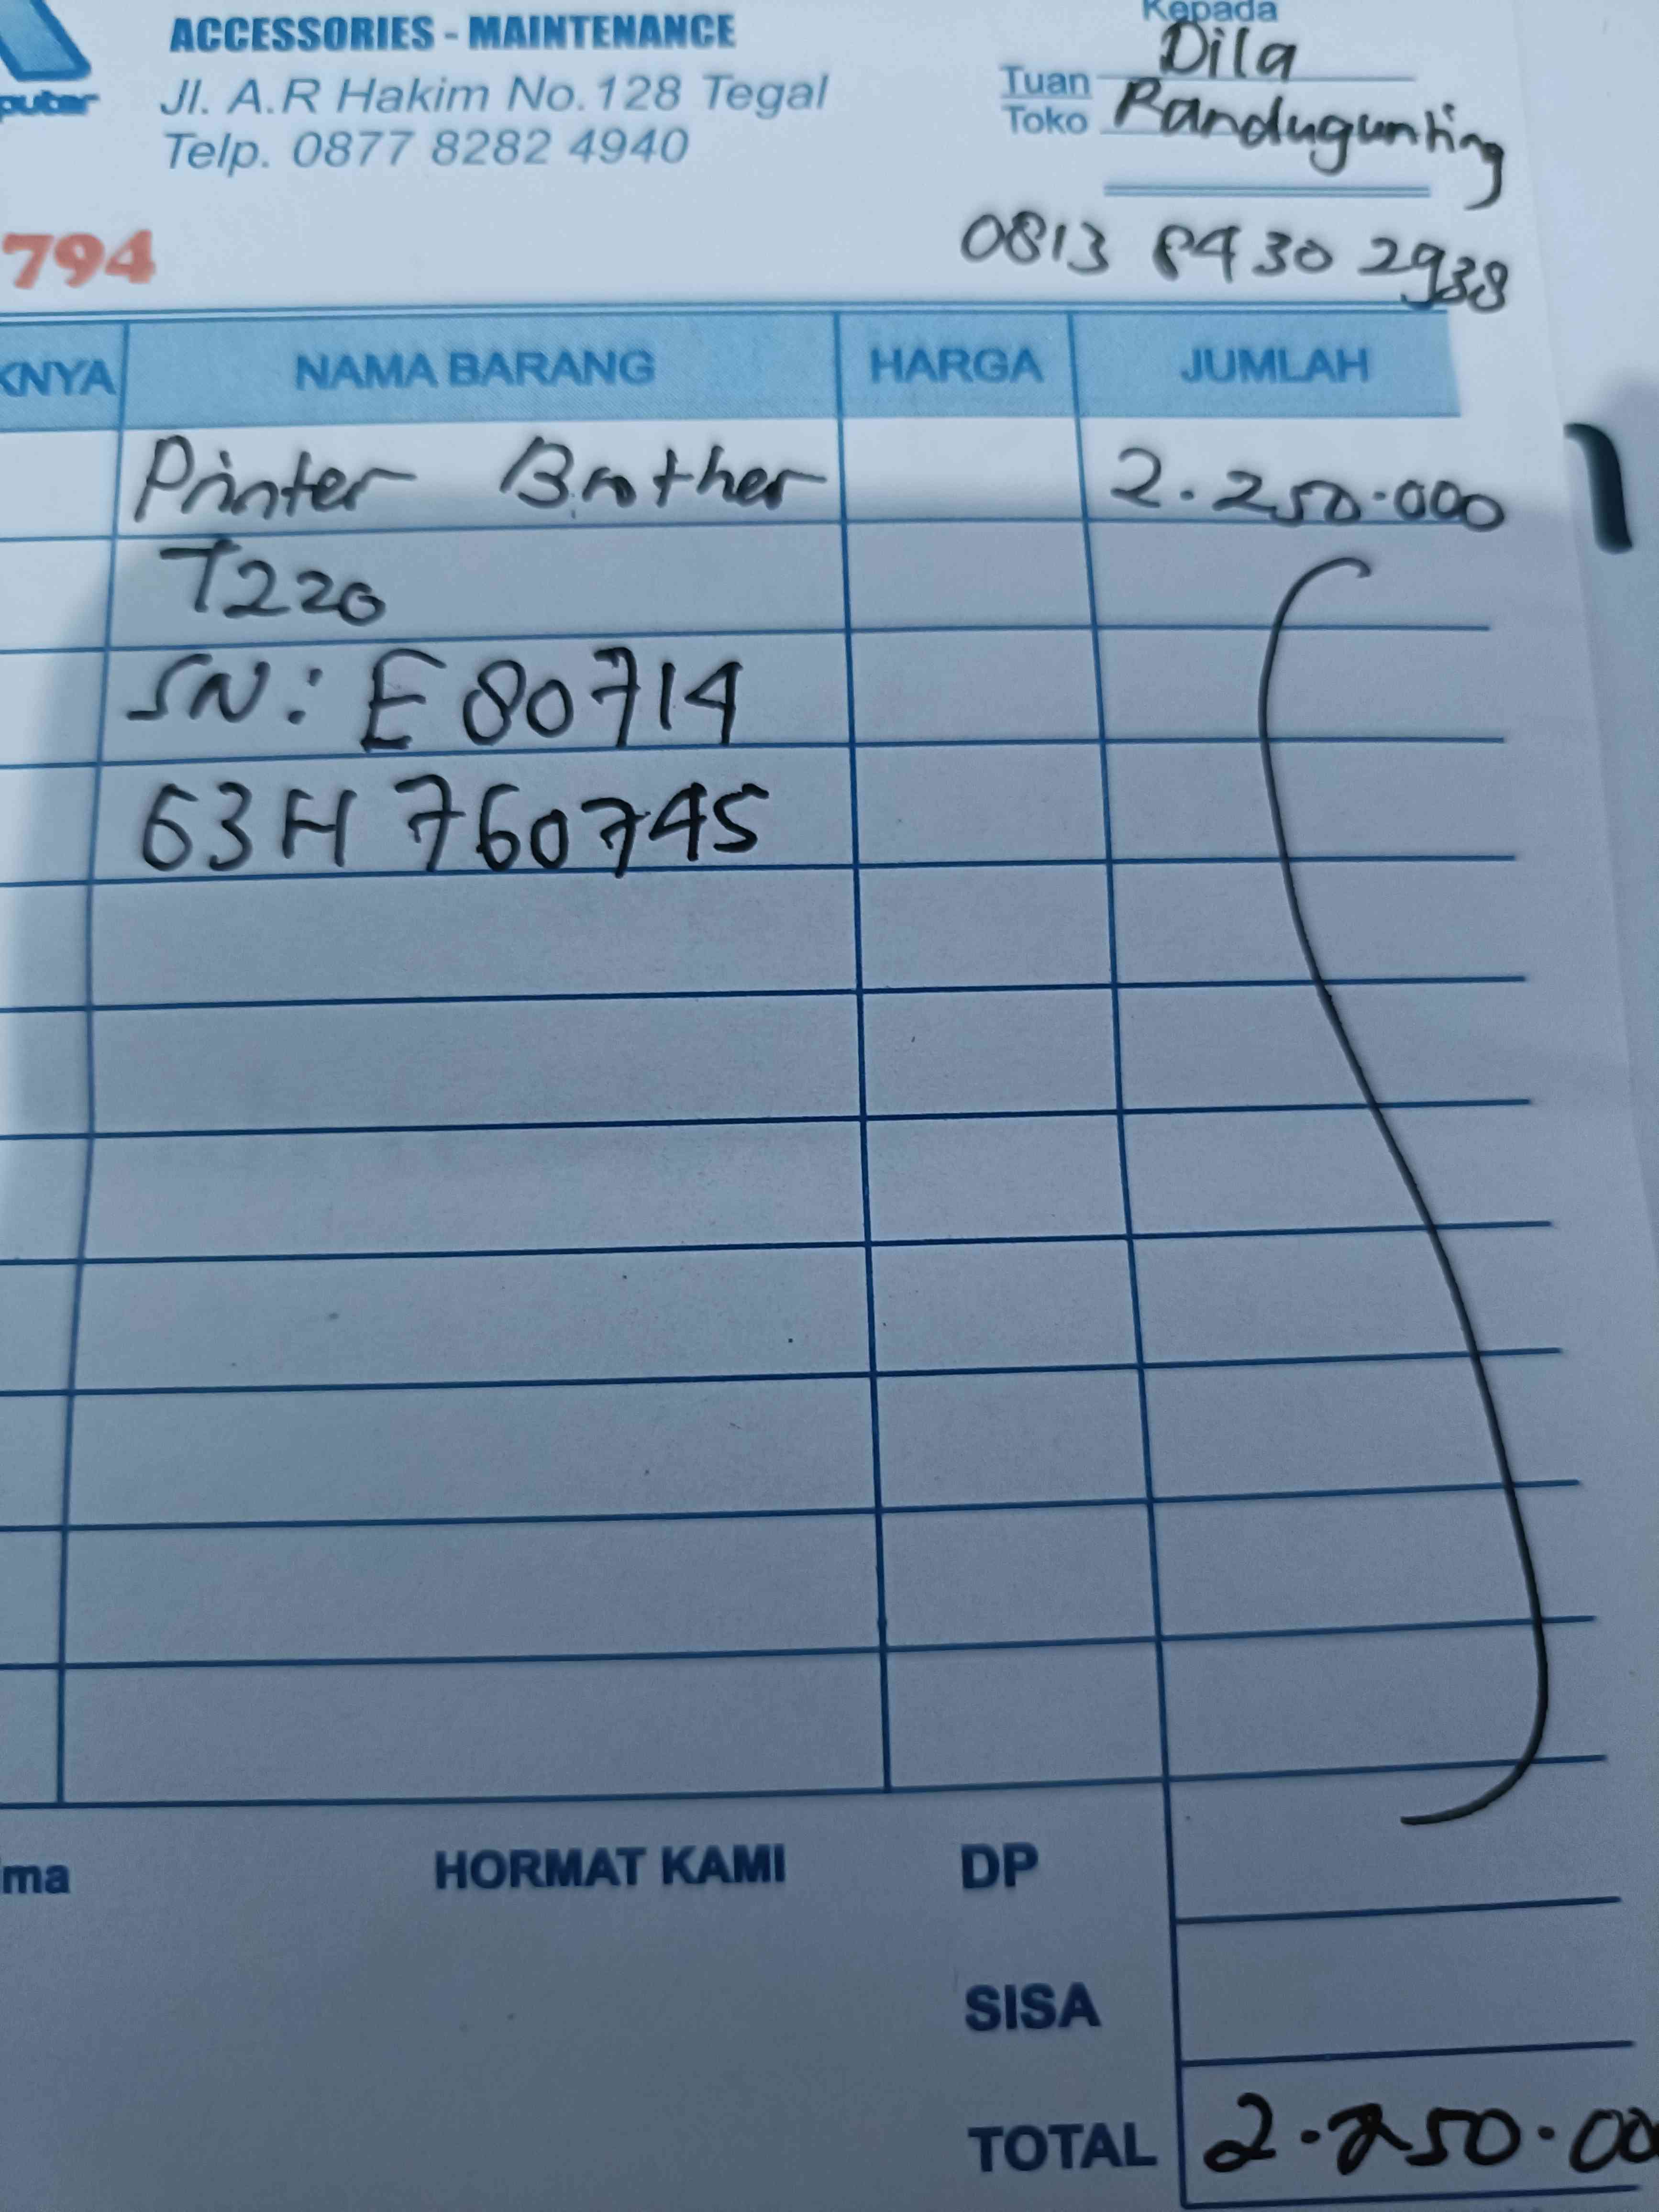 ACCESSORIES - MAINTENANCE
Jl. A.R Hakim No. 128 Tegal
Telp. 0877 8282 4940
Kepada
Tuan Dila
Toko Randugunting
0813 8430 2938
794
KNYA NAMA BARANG HARGA JUMLAH
Printer Brother 2.250.000
T220
SN: E80714
63H760745
ma HORMAT KAMI DP
SISA
TOTAL 2.250.00